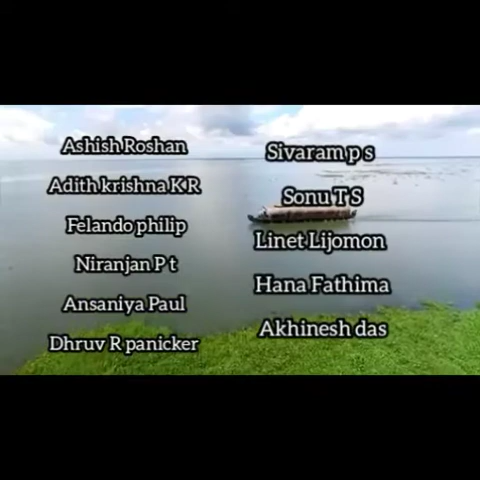 Ashish Roshan
Adith krishna K R
Felando philip
Niranjan P t
Ansaniya Paul
Dhruv R panicker
Sivaram p s
Sonu T S
Linet Lijomon
Hana Fathima
Akhinesh das